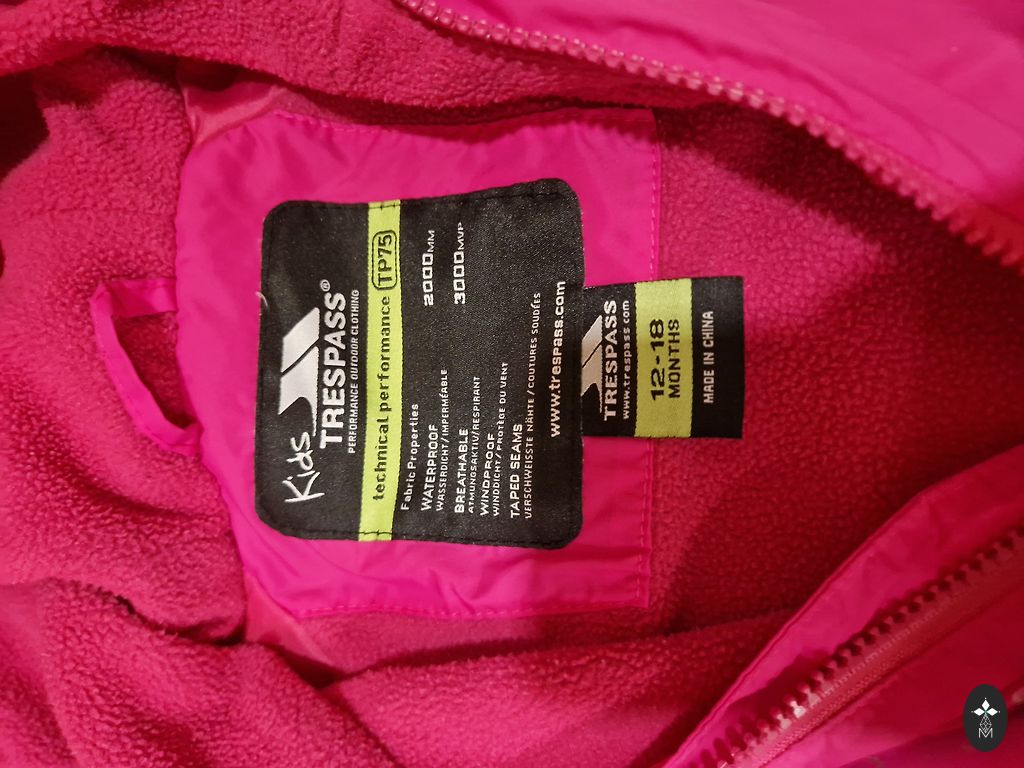 Kids
TRESPASS®
PERFORMANCE OUTDOOR CLOTHING
technical performance TP75
Fabric Properties
WATERPROOF 2000MM
WASSERDICHT/IMPERMÉABLE
BREATHABLE 3000MVP
ATMUNGSAKTIV/RESPIRANT
WINDPROOF
WINDDICHT/PROTÈGE DU VENT
TAPED SEAMS
VERSCHWEISSTE NÄHTE/COUTURES SOUDÉES
www.trespass.com
TRESPASS
www.trespass.com
12-18
MONTHS
MADE IN CHINA
M